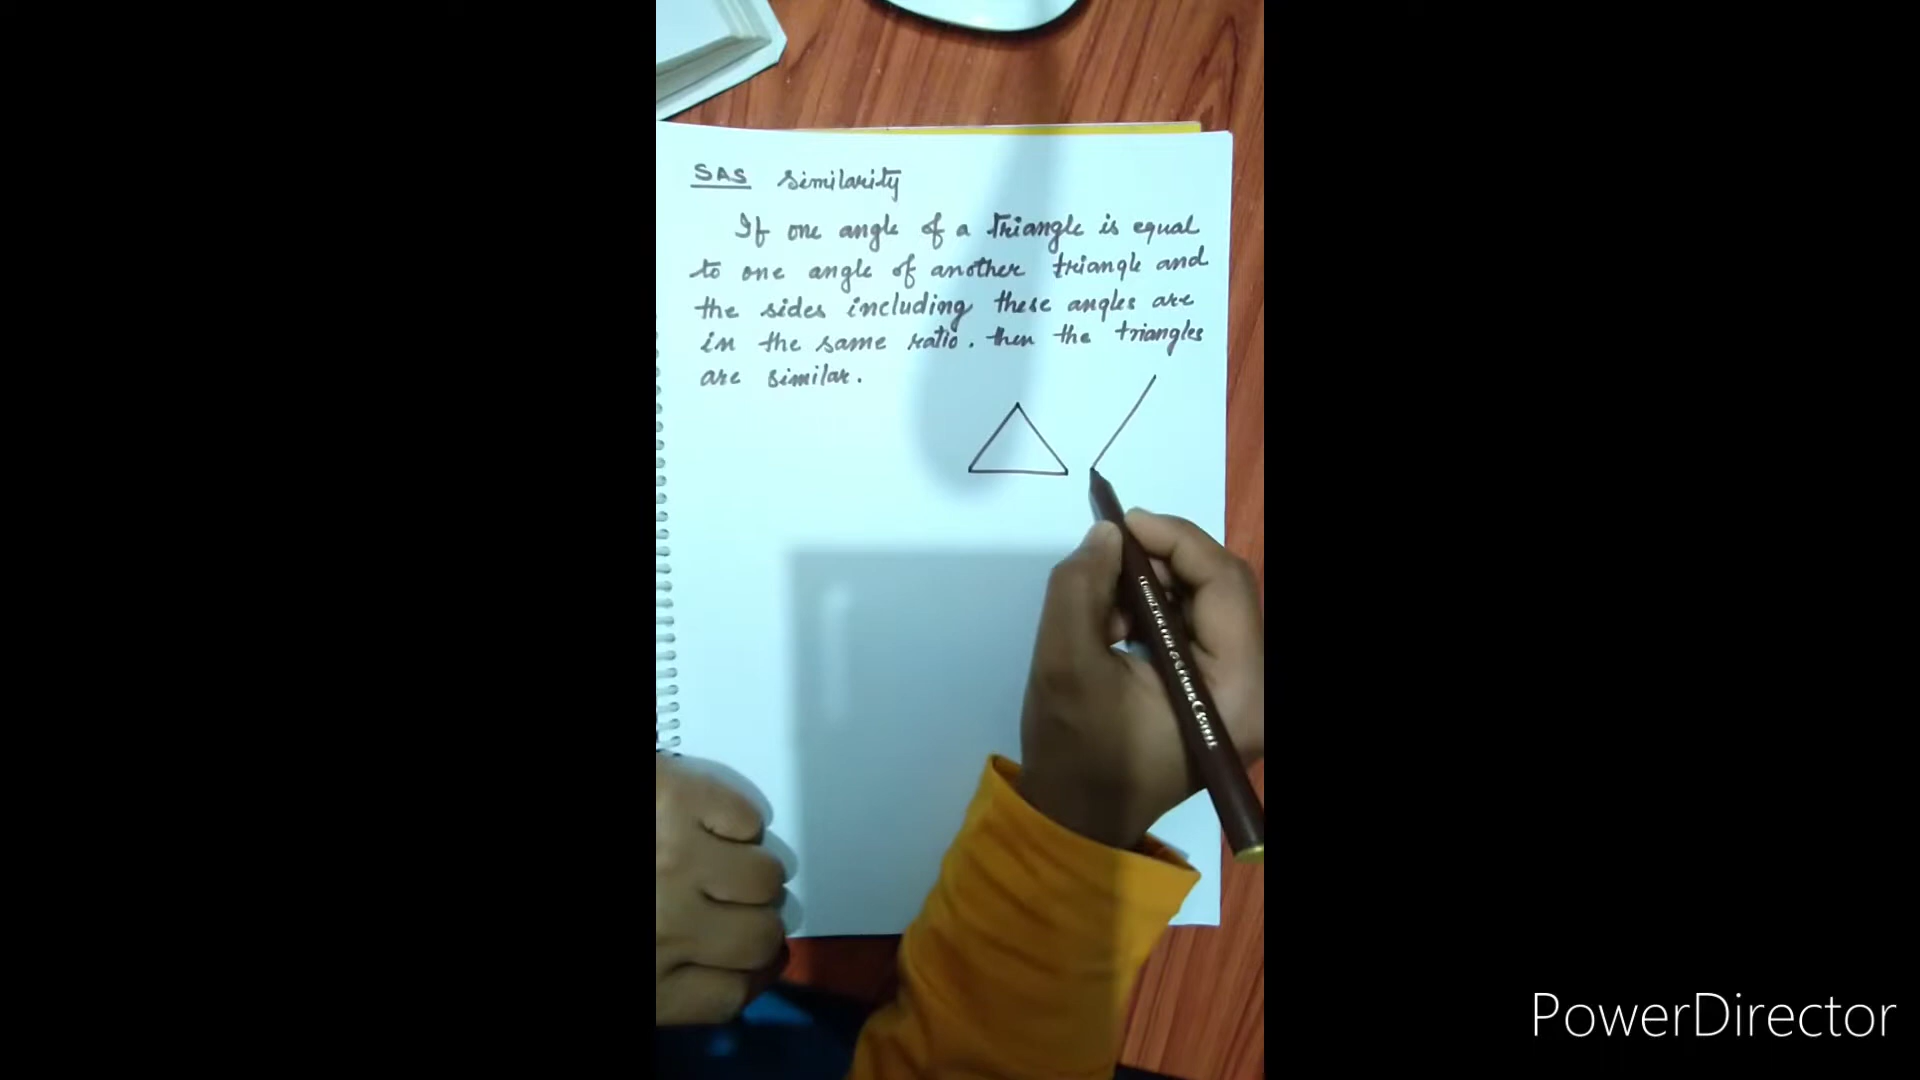 SAS Similarity
If one angle of a triangle is equal
to one angle of another triangle and
the sides including these angles are
in the same ratio. then the triangles
are similar.
PowerDirector